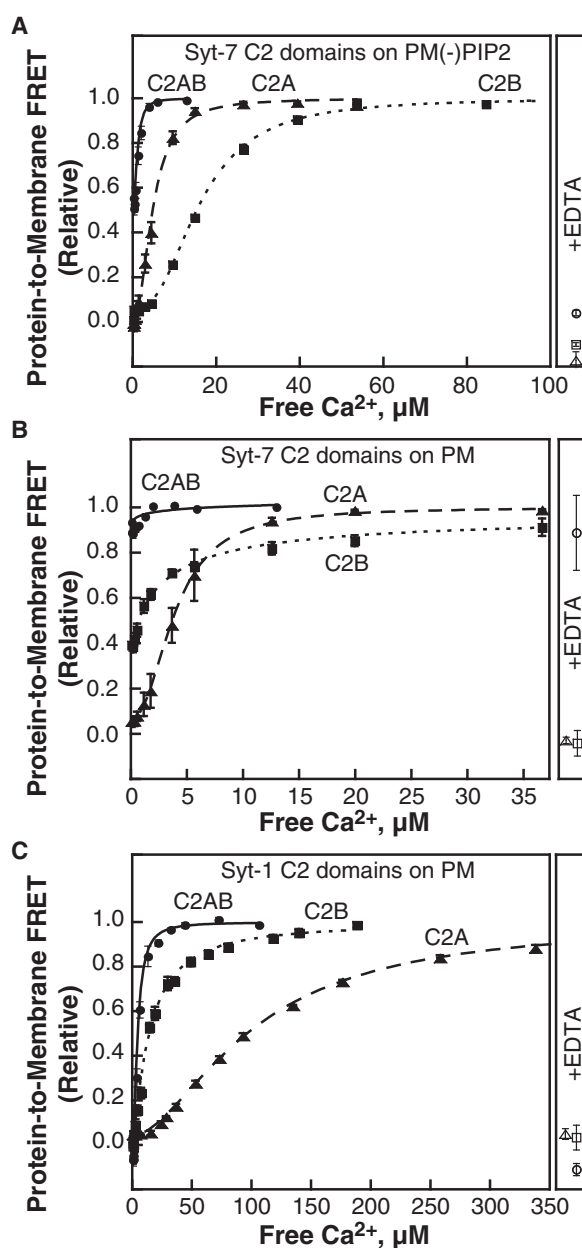 A
Syt-7 C2 domains on PM(-)PIP2
C2AB
C2A
C2B
1.0
0.8
0.6
0.4
0.2
0.0
Protein-to-Membrane FRET
(Relative)
0
20
40
60
80
100
Free Ca²⁺, µM
+EDTA
B
Syt-7 C2 domains on PM
C2AB
C2A
C2B
1.0
0.8
0.6
0.4
0.2
0.0
Protein-to-Membrane FRET
(Relative)
0
5
10
15
20
25
30
35
Free Ca²⁺, µM
+EDTA
C
Syt-1 C2 domains on PM
C2AB
C2B
C2A
1.0
0.8
0.6
0.4
0.2
0.0
Protein-to-Membrane FRET
(Relative)
0
50
100
150
200
250
300
350
Free Ca²⁺, µM
+EDTA